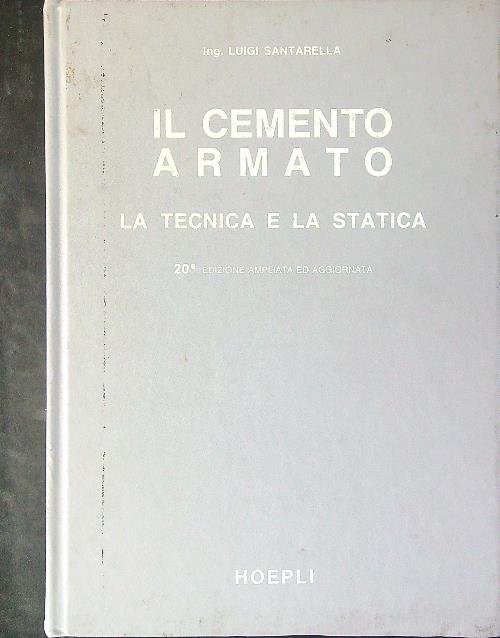 Ing. LUIGI SANTARELLA
IL CEMENTO
ARMATO
LA TECNICA E LA STATICA
20ª EDIZIONE AMPLIATA ED AGGIORNATA
HOEPLI